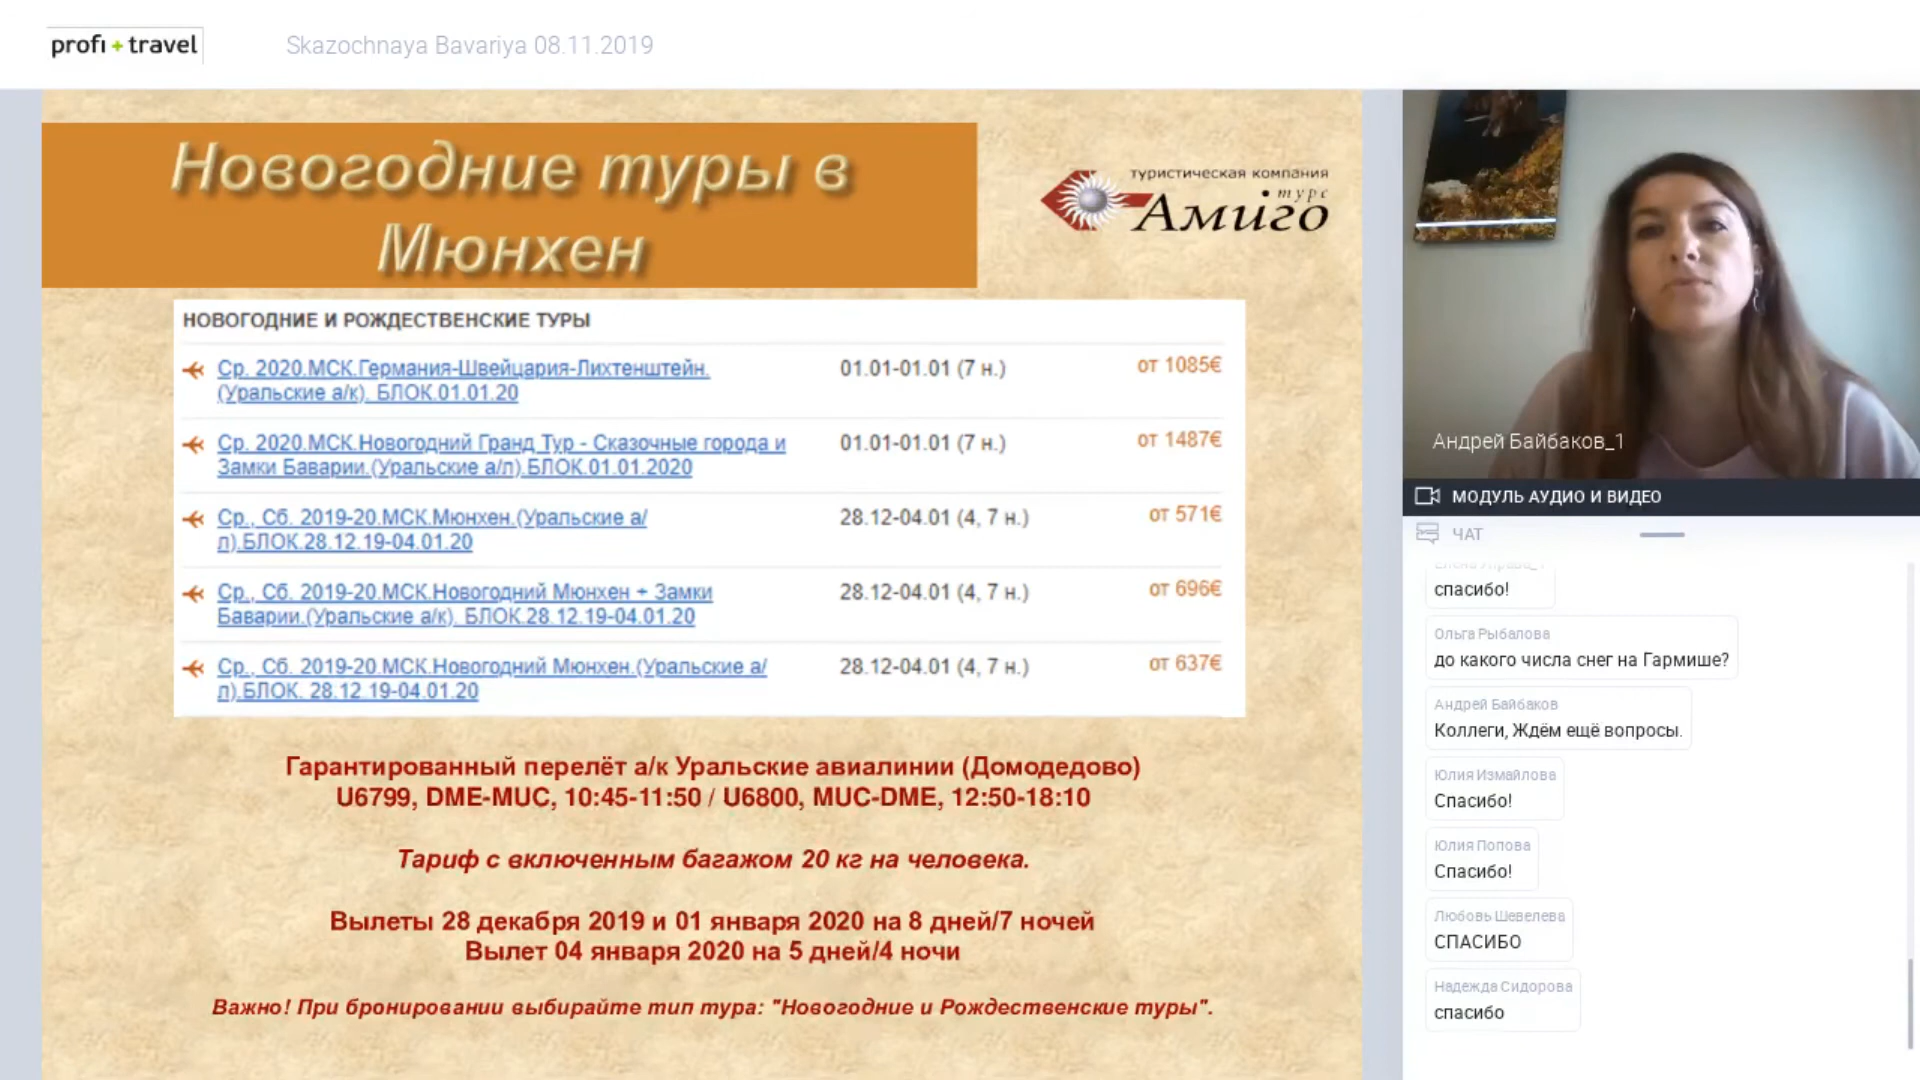 profi + travel
Skazochnaya Bavariya 08.11.2019
Новогодние туры в
Мюнхен
туристическая компания
турс
Амиго
НОВОГОДНИЕ И РОЖДЕСТВЕНСКИЕ ТУРЫ
Ср. 2020.МСК.Германия-Швейцария-Лихтенштейн. 01.01-01.01 (7 н.) от 1085€
(Уральские а/к). БЛОК.01.01.20
Ср. 2020.МСК.Новогодний Гранд Тур - Сказочные города и 01.01-01.01 (7 н.) от 1487€
Замки Баварии.(Уральские а/л).БЛОК.01.01.2020
Ср., Сб. 2019-20.МСК.Мюнхен.(Уральские а/ 28.12-04.01 (4, 7 н.) от 571€
л).БЛОК.28.12.19-04.01.20
Ср., Сб. 2019-20.МСК.Новогодний Мюнхен + Замки 28.12-04.01 (4, 7 н.) от 696€
Баварии.(Уральские а/к). БЛОК.28.12.19-04.01.20
Ср., Сб. 2019-20.МСК.Новогодний Мюнхен.(Уральские а/ 28.12-04.01 (4, 7 н.) от 637€
л).БЛОК. 28.12.19-04.01.20
Гарантированный перелёт а/к Уральские авиалинии (Домодедово)
U6799, DME-MUC, 10:45-11:50 / U6800, MUC-DME, 12:50-18:10
Тариф с включенным багажом 20 кг на человека.
Вылеты 28 декабря 2019 и 01 января 2020 на 8 дней/7 ночей
Вылет 04 января 2020 на 5 дней/4 ночи
Важно! При бронировании выбирайте тип тура: "Новогодние и Рождественские туры".
Андрей Байбаков_1
МОДУЛЬ АУДИО И ВИДЕО
ЧАТ
спасибо!
Ольга Рыбалова
до какого числа снег на Гармише?
Андрей Байбаков
Коллеги, Ждём ещё вопросы.
Юлия Измайлова
Спасибо!
Юлия Попова
Спасибо!
Любовь Шевелева
СПАСИБО
Надежда Сидорова
спасибо